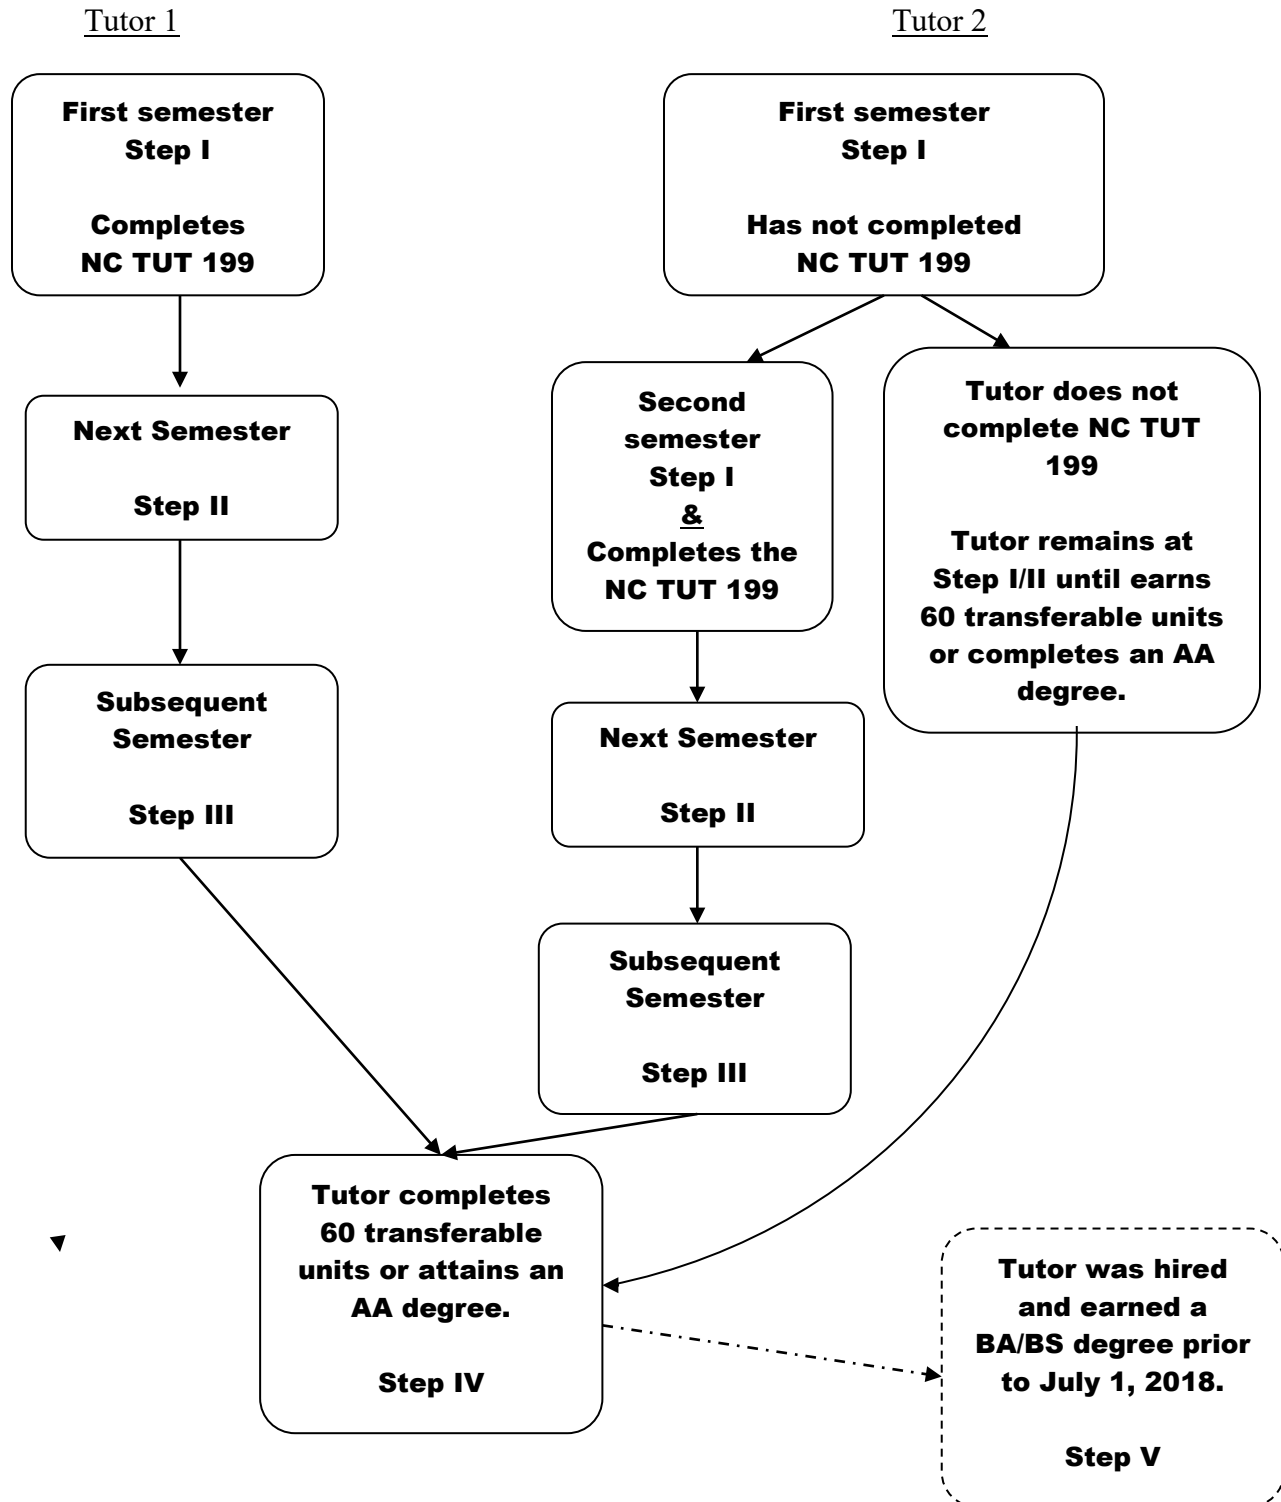 Tutor 1
Tutor 2
First semester
Step I
Completes
NC TUT 199
First semester
Step I
Has not completed
NC TUT 199
Next Semester
Step II
Second
semester
Step I
&
Completes the
NC TUT 199
Tutor does not
complete NC TUT
199
Tutor remains at
Step I/II until earns
60 transferable units
or completes an AA
degree.
Subsequent
Semester
Step III
Next Semester
Step II
Subsequent
Semester
Step III
Tutor completes
60 transferable
units or attains an
AA degree.
Step IV
Tutor was hired
and earned a
BA/BS degree prior
to July 1, 2018.
Step V